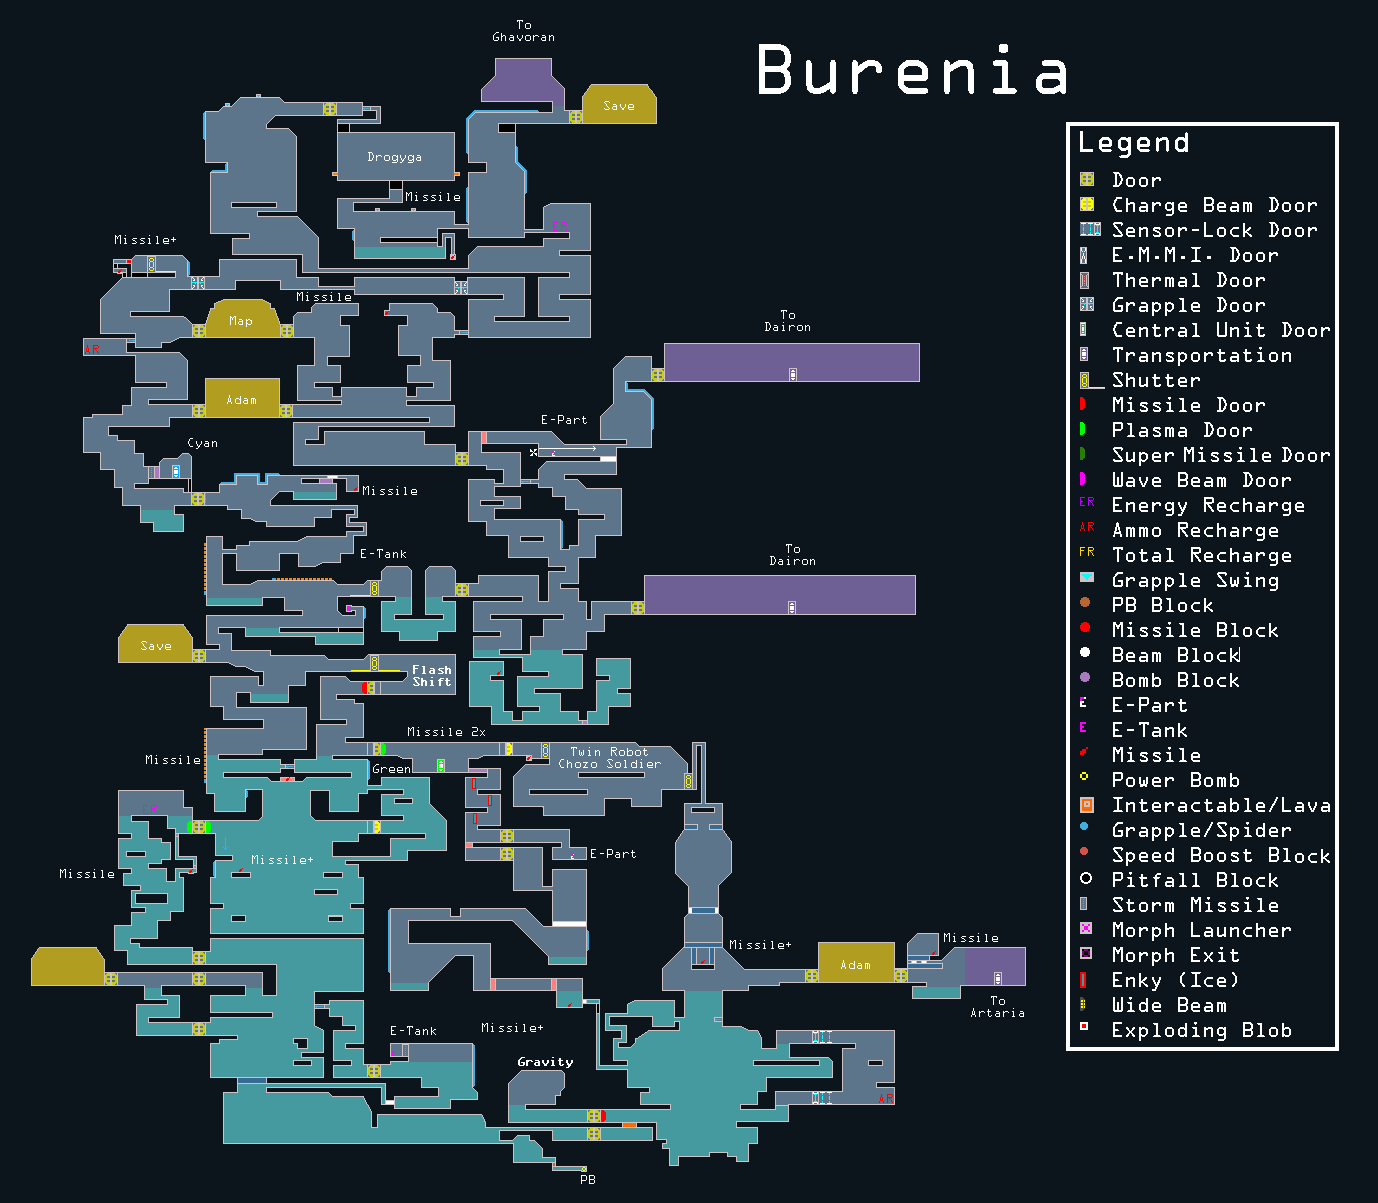 To
Ghavoran
Burenia
Save
Drogyga
Missile
ER
Missile+
Missile
Map
To
Dairon
AR
Adam
E-Part
Cyan
Missile
E-Tank
To
Dairon
Save
Flash
Shift
Missile 2x
Missile
Twin Robot
Chozo Soldier
Green
ER
Missile+
E-Part
Missile
Missile+
Missile
Adam
To
Artaria
E-Tank
Missile+
Gravity
AR
PB
Legend
Door
Charge Beam Door
Sensor-Lock Door
E.M.M.I. Door
Thermal Door
Grapple Door
Central Unit Door
Transportation
Shutter
Missile Door
Plasma Door
Super Missile Door
Wave Beam Door
ER Energy Recharge
AR Ammo Recharge
FR Total Recharge
Grapple Swing
PB Block
Missile Block
Beam Block
Bomb Block
E E-Part
E E-Tank
Missile
Power Bomb
Interactable/Lava
Grapple/Spider
Speed Boost Block
Pitfall Block
Storm Missile
Morph Launcher
Morph Exit
Enky (Ice)
Wide Beam
Exploding Blob